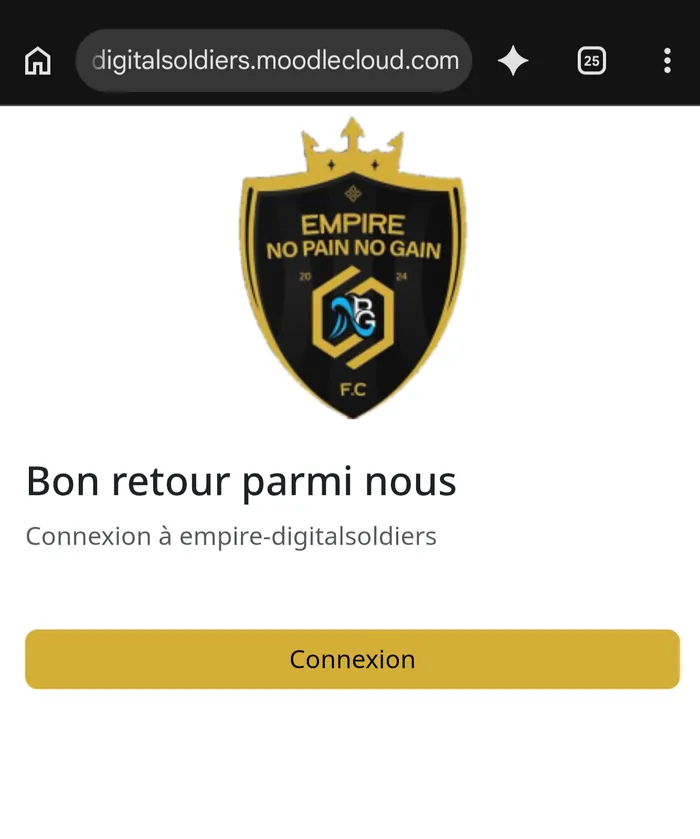 digitalsoldiers.moodlecloud.com
25
EMPIRE
NO PAIN NO GAIN
20 24
F.C
Bon retour parmi nous
Connexion à empire-digitalsoldiers
Connexion